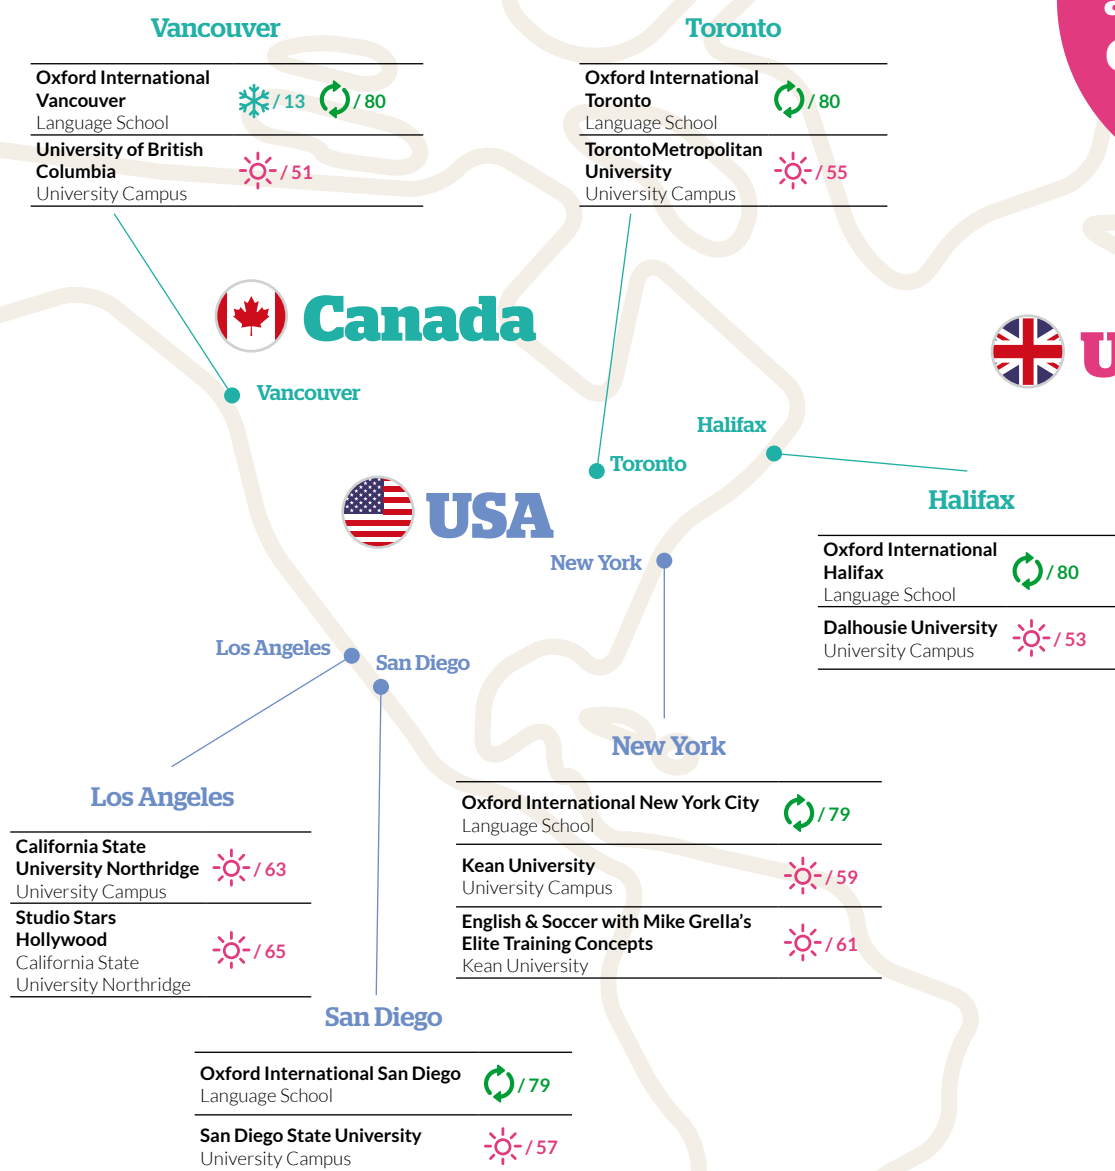 Vancouver
Oxford International
Vancouver
Language School
/ 13
/ 80
University of British
Columbia
University Campus
/ 51
Toronto
Oxford International
Toronto
Language School
/ 80
TorontoMetropolitan
University
University Campus
/ 55
Canada
Vancouver
Halifax
Toronto
USA
New York
Halifax
Oxford International
Halifax
Language School
/ 80
Dalhousie University
University Campus
/ 53
Los Angeles
San Diego
New York
Oxford International New York City
Language School
/ 79
Kean University
University Campus
/ 59
English & Soccer with Mike Grella’s
Elite Training Concepts
Kean University
/ 61
Los Angeles
California State
University Northridge
University Campus
/ 63
Studio Stars
Hollywood
California State
University Northridge
/ 65
San Diego
Oxford International San Diego
Language School
/ 79
San Diego State University
University Campus
/ 57